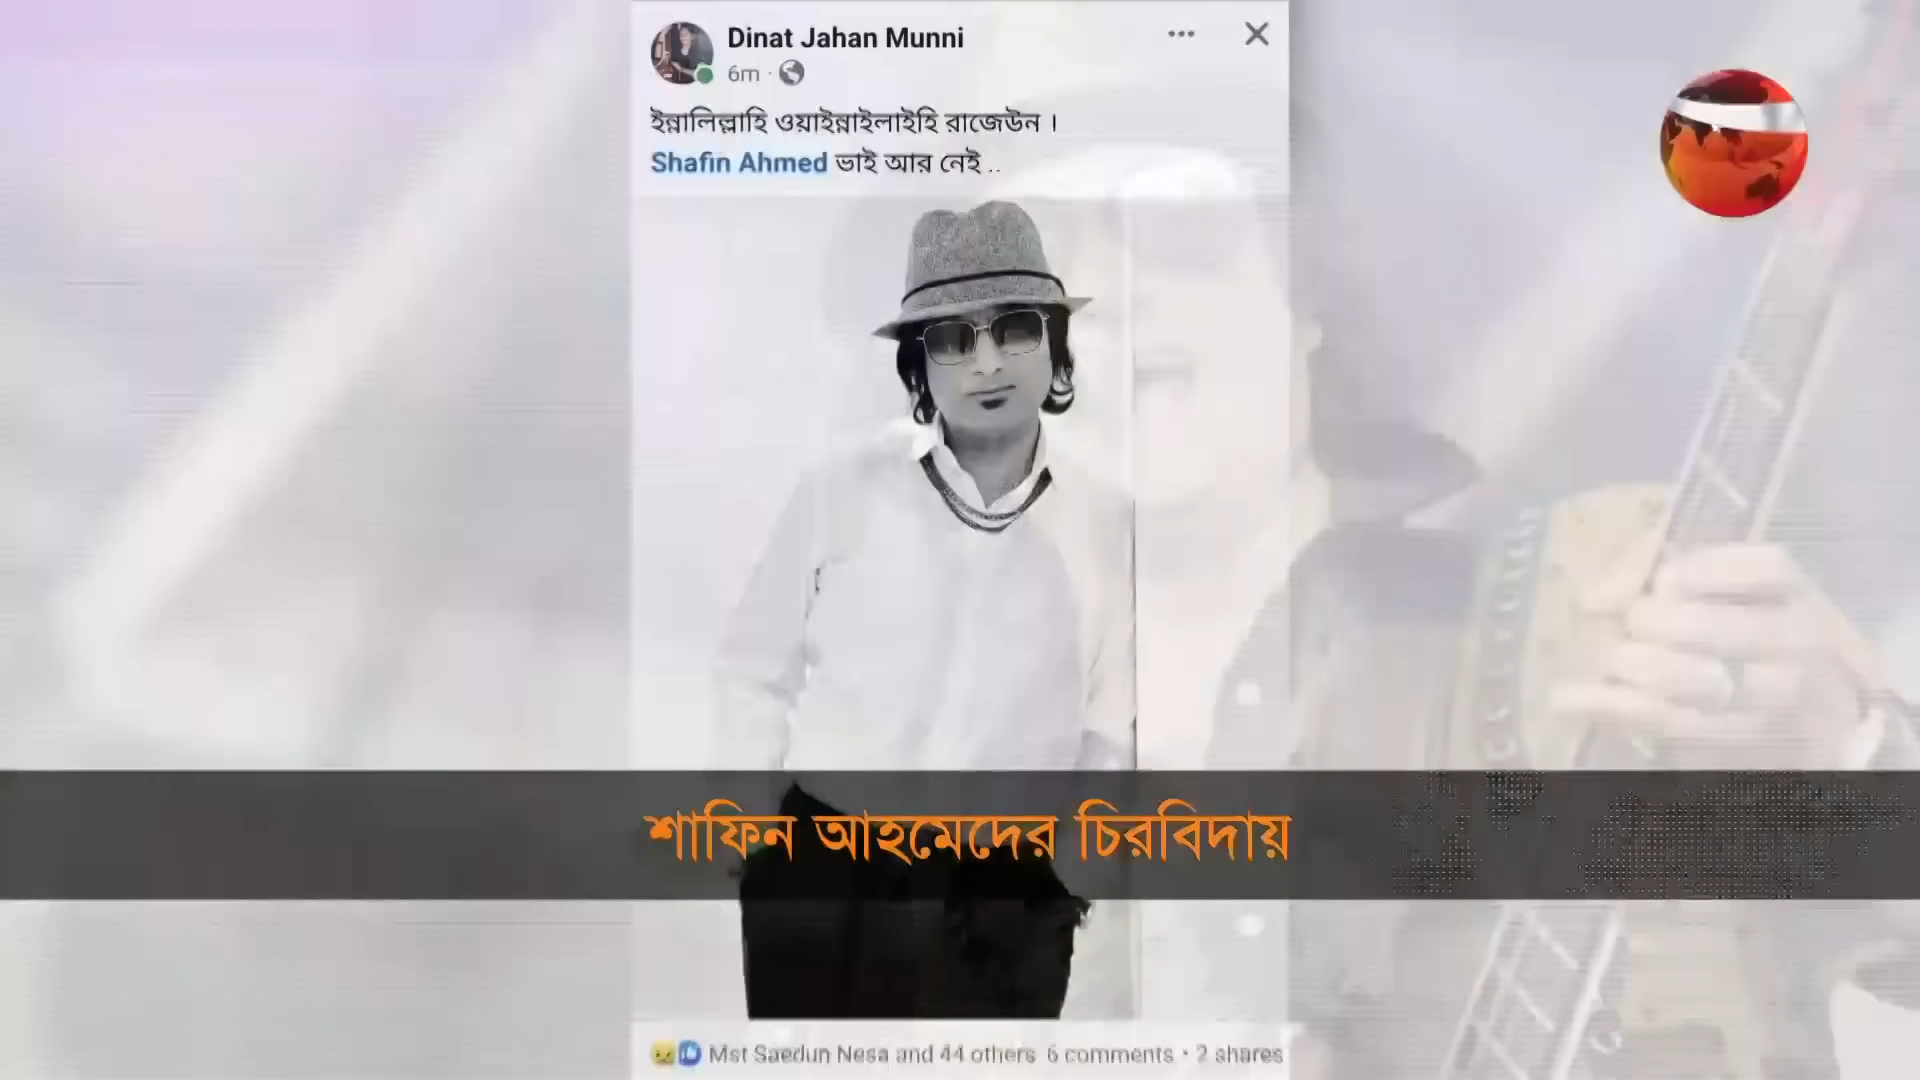 Dinat Jahan Munni
6m ·
ইন্নালিল্লাহি ওয়াইন্নাইলাইহি রাজেউন ।
Shafin Ahmed ভাই আর নেই ..
শাফিন আহমেদের চিরবিদায়
Mst Saedun Nesa and 44 others 6 comments · 2 shares